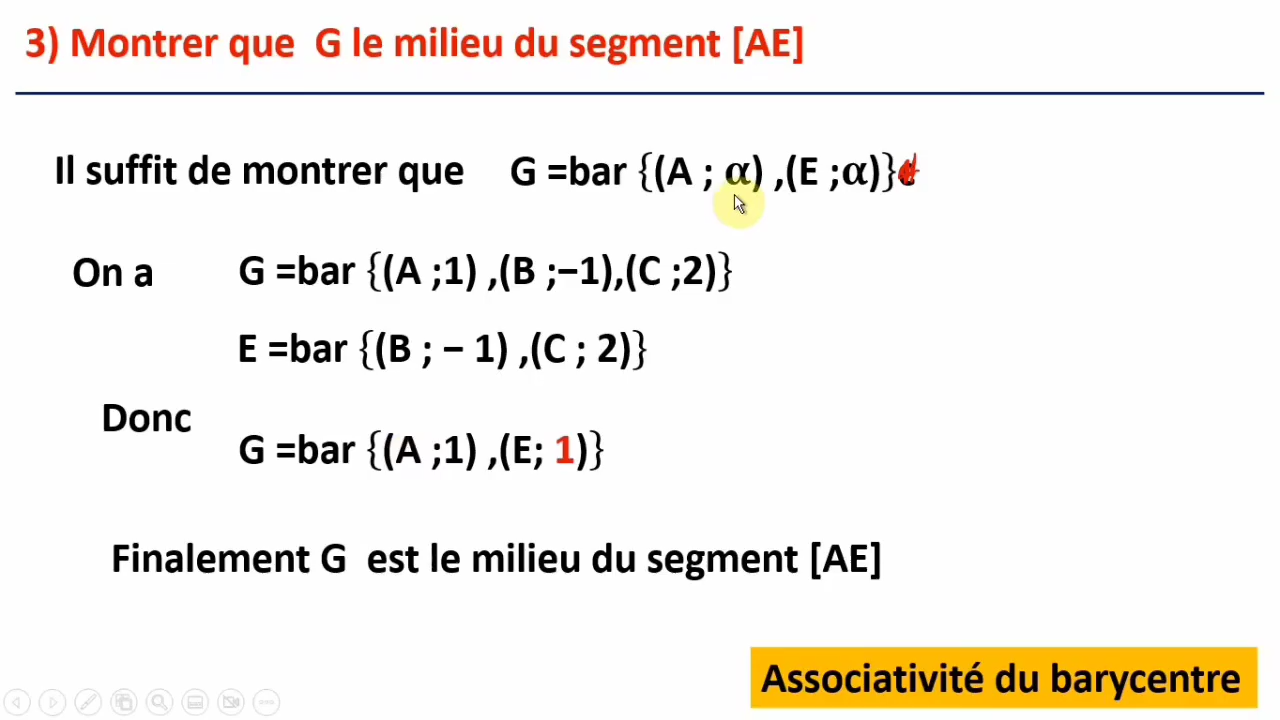 3) Montrer que G le milieu du segment [AE]
Il suffit de montrer que G =bar {(A ; α) ,(E ;α)}
On a G =bar {(A ;1) ,(B ;−1),(C ;2)}
E =bar {(B ; − 1) ,(C ; 2)}
Donc
G =bar {(A ;1) ,(E; 1)}
Finalement G est le milieu du segment [AE]
Associativité du barycentre